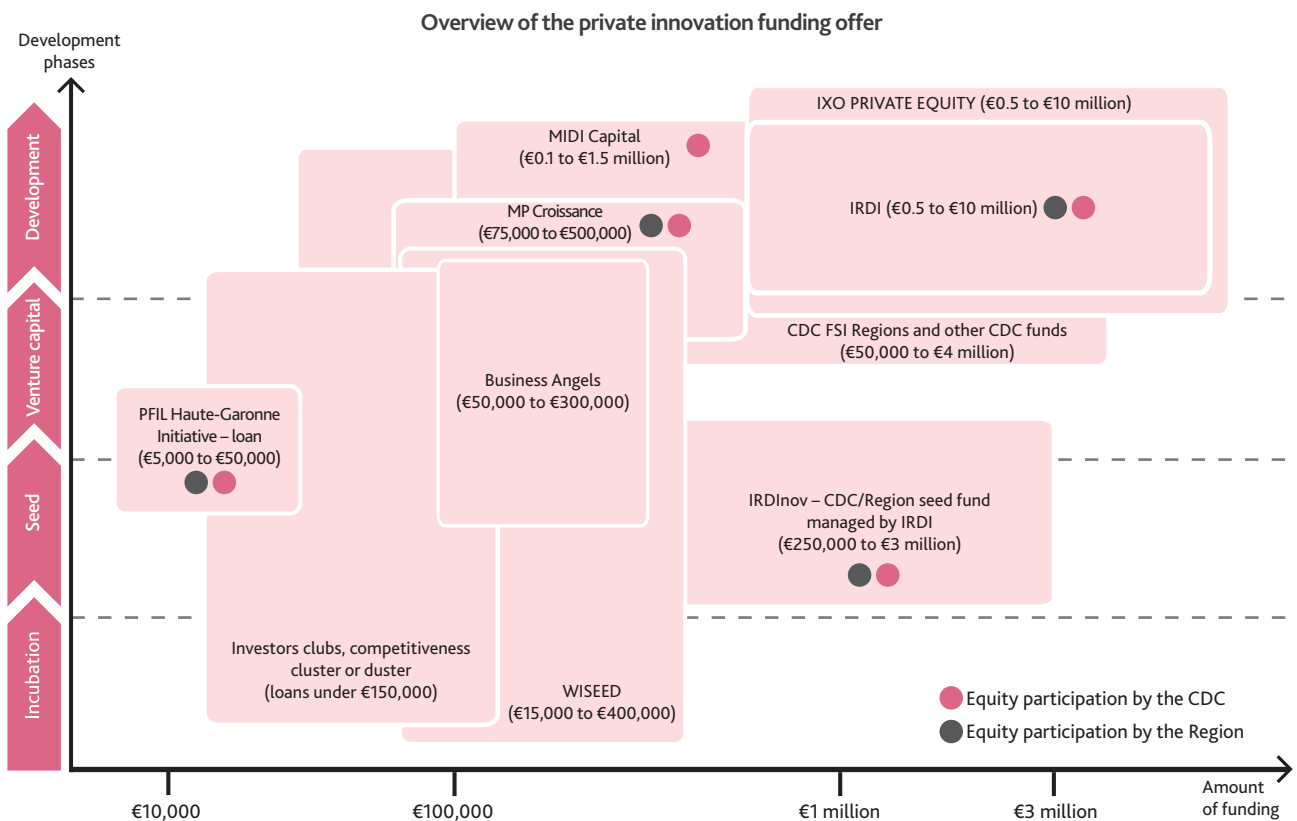 Overview of the private innovation funding offer
Development
phases
Development
Venture capital
Seed
Incubation
IXO PRIVATE EQUITY (€0.5 to €10 million)
MIDI Capital
(€0.1 to €1.5 million)
IRDI (€0.5 to €10 million)
MP Croissance
(€75,000 to €500,000)
CDC FSI Regions and other CDC funds
(€50,000 to €4 million)
Business Angels
(€50,000 to €300,000)
PFIL Haute-Garonne
Initiative – loan
(€5,000 to €50,000)
IRDInov – CDC/Region seed fund
managed by IRDI
(€250,000 to €3 million)
Investors clubs, competitiveness
cluster or duster
(loans under €150,000)
WISEED
(€15,000 to €400,000)
Equity participation by the CDC
Equity participation by the Region
€10,000
€100,000
€1 million
€3 million
Amount
of funding